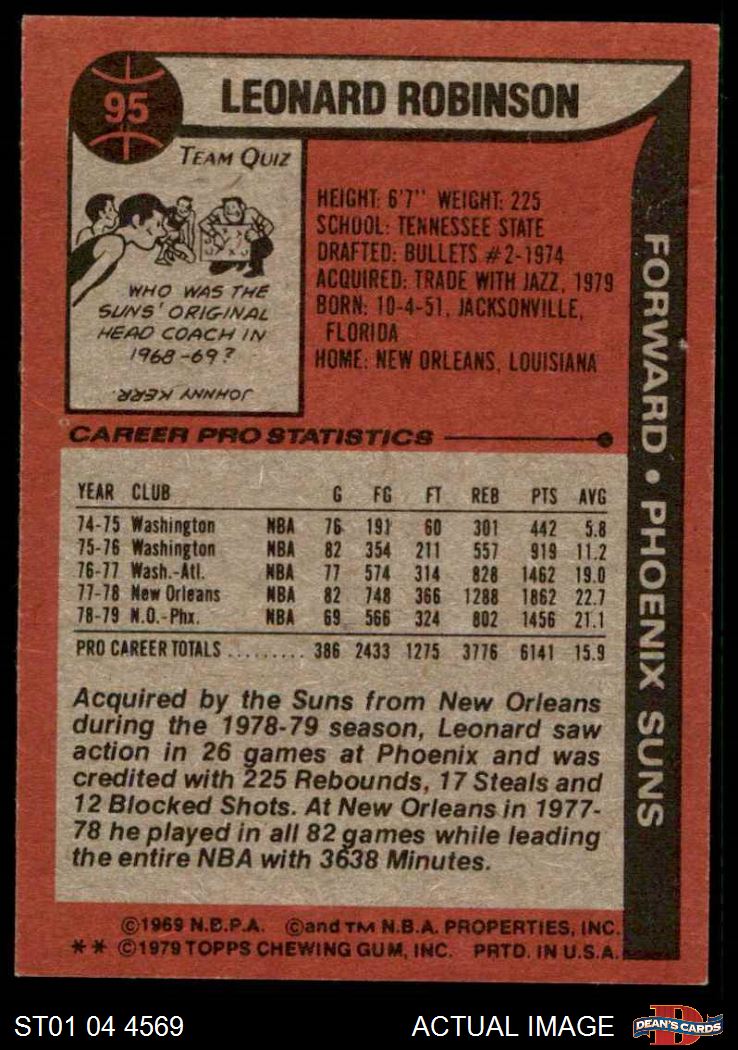 95
LEONARD ROBINSON
TEAM QUIZ
WHO WAS THE
SUNS' ORIGINAL
HEAD COACH IN
1968-69?
JOHNNY KERR.
HEIGHT: 6'7" WEIGHT: 225
SCHOOL: TENNESSEE STATE
DRAFTED: BULLETS #2-1974
ACQUIRED: TRADE WITH JAZZ, 1979
BORN: 10-4-51, JACKSONVILLE,
FLORIDA
HOME: NEW ORLEANS, LOUISIANA
FORWARD • PHOENIX SUNS
CAREER PRO STATISTICS
YEAR CLUB G FG FT REB PTS AVG
74-75 Washington NBA 76 191 60 301 442 5.8
75-76 Washington NBA 82 354 211 557 919 11.2
76-77 Wash.-Atl. NBA 77 574 314 828 1462 19.0
77-78 New Orleans NBA 82 748 366 1288 1862 22.7
78-79 N.O.-Phx. NBA 69 566 324 802 1456 21.1
PRO CAREER TOTALS ......... 386 2433 1275 3776 6141 15.9
Acquired by the Suns from New Orleans
during the 1978-79 season, Leonard saw
action in 26 games at Phoenix and was
credited with 225 Rebounds, 17 Steals and
12 Blocked Shots. At New Orleans in 1977-
78 he played in all 82 games while leading
the entire NBA with 3638 Minutes.
©1969 N.B.P.A. ©and TM N.B.A. PROPERTIES, INC.
** ©1979 TOPPS CHEWING GUM, INC. PRTD. IN U.S.A.
ST01 04 4569
ACTUAL IMAGE
DEAN'S CARDS